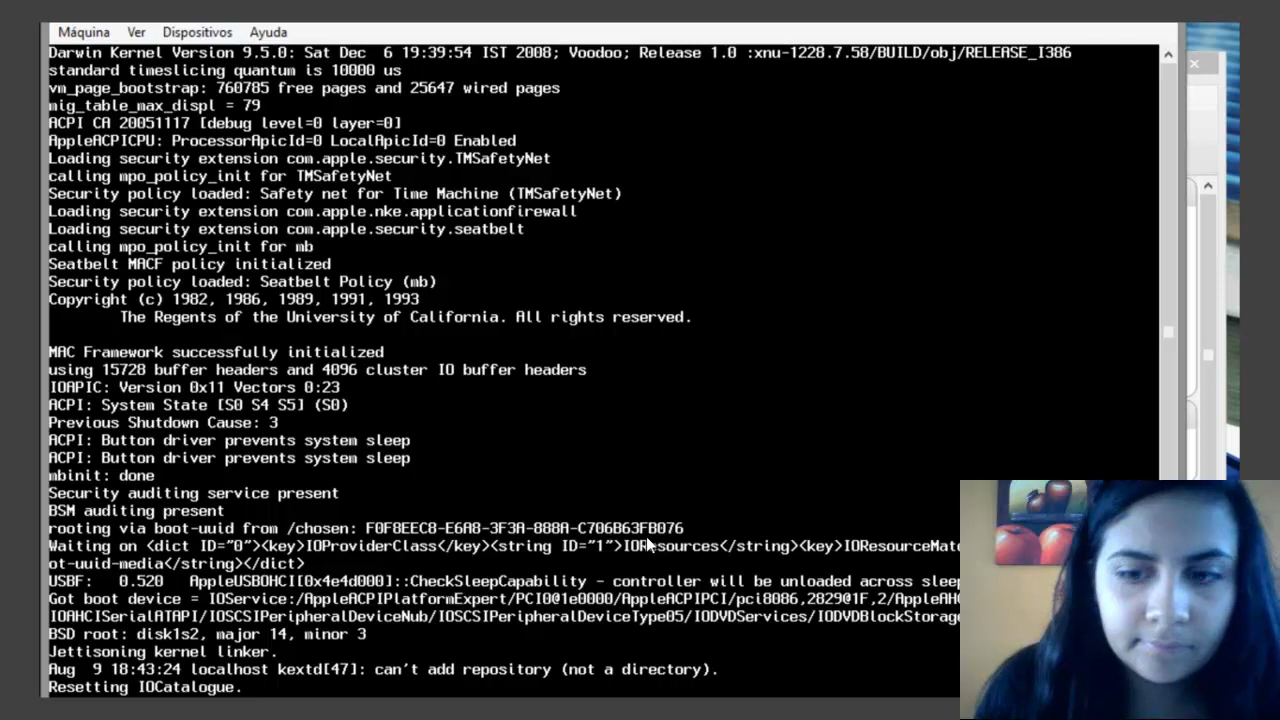 Máquina Ver Dispositivos Ayuda
Darwin Kernel Version 9.5.0: Sat Dec  6 19:39:54 IST 2008; Voodoo; Release 1.0 :xnu-1228.7.58/BUILD/obj/RELEASE_I386
standard timeslicing quantum is 10000 us
vm_page_bootstrap: 760785 free pages and 25647 wired pages
mig_table_max_displ = 79
ACPI CA 20051117 [debug level=0 layer=0]
AppleACPICPU: ProcessorApicId=0 LocalApicId=0 Enabled
Loading security extension com.apple.security.TMSafetyNet
calling mpo_policy_init for TMSafetyNet
Security policy loaded: Safety net for Time Machine (TMSafetyNet)
Loading security extension com.apple.nke.applicationfirewall
Loading security extension com.apple.security.seatbelt
calling mpo_policy_init for mb
Seatbelt MACF policy initialized
Security policy loaded: Seatbelt Policy (mb)
Copyright (c) 1982, 1986, 1989, 1991, 1993
The Regents of the University of California. All rights reserved.
MAC Framework successfully initialized
using 15728 buffer headers and 4096 cluster IO buffer headers
IOAPIC: Version 0x11 Vectors 0:23
ACPI: System State [S0 S4 S5] (S0)
Previous Shutdown Cause: 3
ACPI: Button driver prevents system sleep
ACPI: Button driver prevents system sleep
mbinit: done
Security auditing service present
BSM auditing present
rooting via boot-uuid from /chosen: F0F8EEC8-E6A8-3F3A-888A-C706B63FB076
Waiting on <dict ID="0"><key>IOProviderClass</key><string ID="1">IOResources</string><key>IOResourceMatc
ot-uuid-media</string></dict>
USBF:   0.520   AppleUSBOHCI[0x4e4d000]::CheckSleepCapability - controller will be unloaded across sleep
Got boot device = IOService:/AppleACPIPlatformExpert/PCI0@1e0000/AppleACPIPCI/pci8086,2829@1F,2/AppleAHC
IOAHCISerialATAPI/IOSCSIPeripheralDeviceNub/IOSCSIPeripheralDeviceType05/IODVDServices/IODVDBlockStorage
BSD root: disk1s2, major 14, minor 3
Jettisoning kernel linker.
Aug  9 18:43:24 localhost kextd[47]: can't add repository (not a directory).
Resetting IOCatalogue.